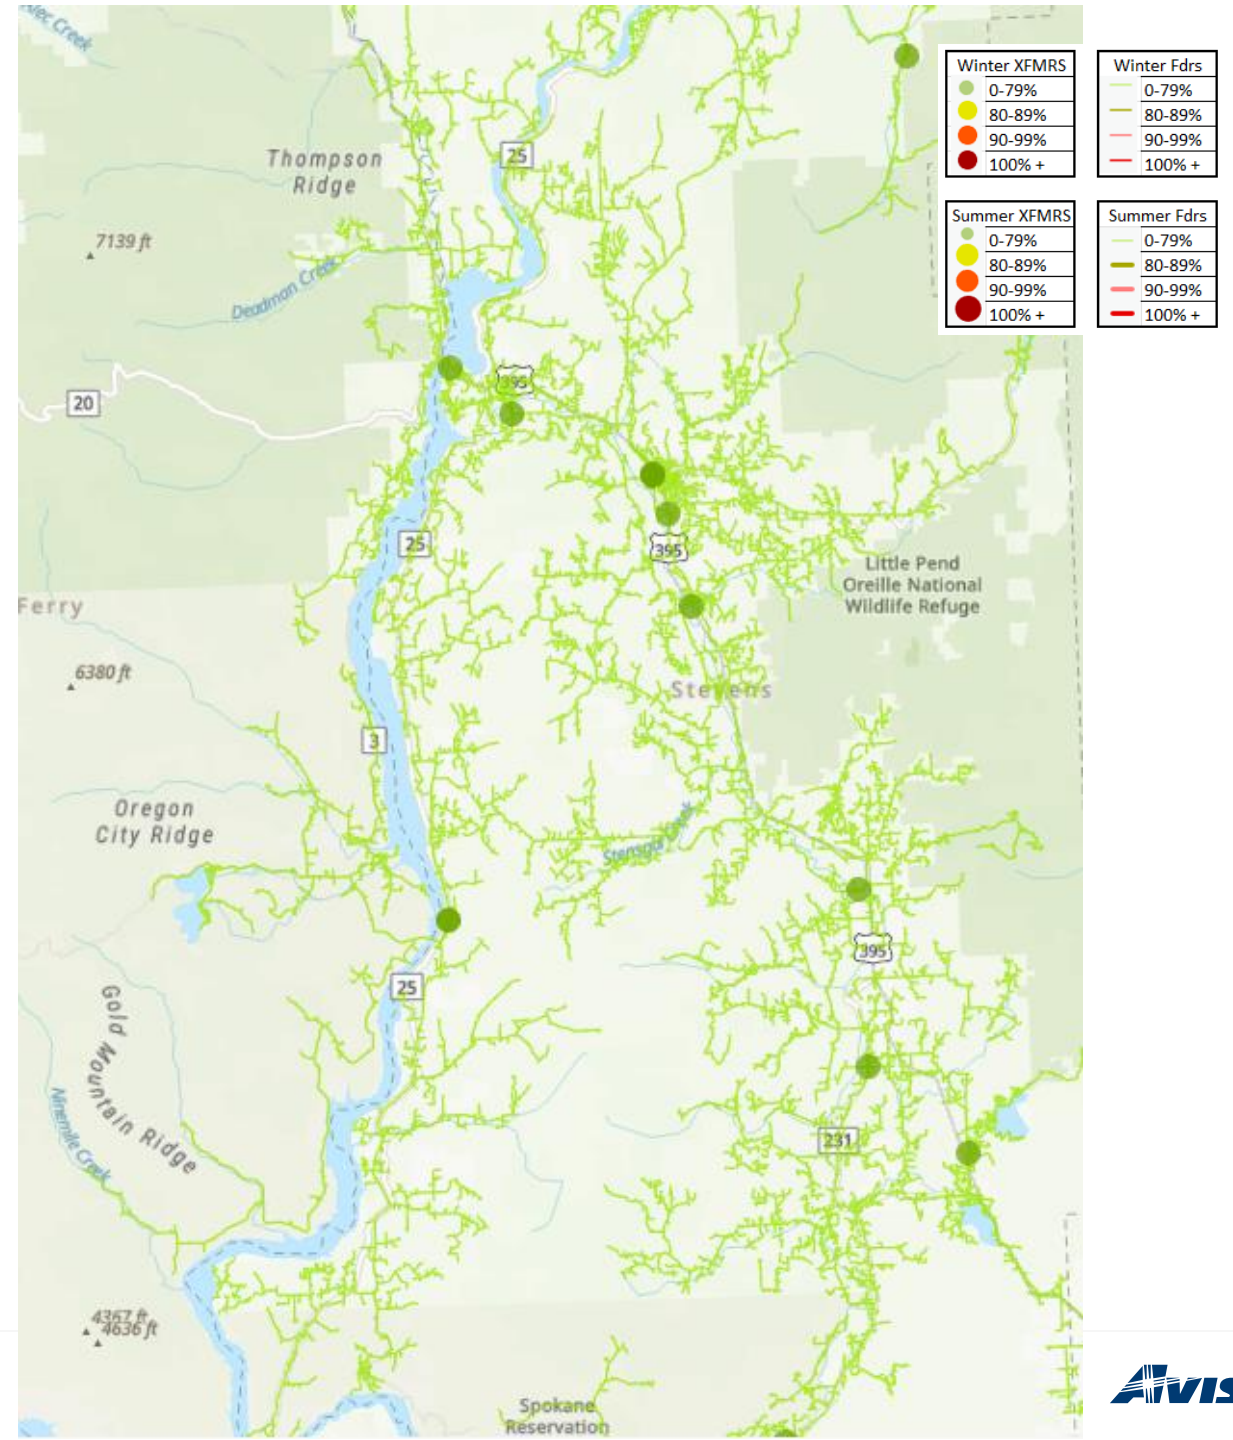 Creek
Winter XFMRS
0-79%
80-89%
90-99%
100% +
Winter Fdrs
0-79%
80-89%
90-99%
100% +
25
Thompson
Ridge
Summer XFMRS
0-79%
80-89%
90-99%
100% +
Summer Fdrs
0-79%
80-89%
90-99%
100% +
7139 ft
Deadman Creek
395
20
25
395
Little Pend
Oreille National
Wildlife Refuge
Ferry
6380 ft
Stevens
3
Oregon
City Ridge
Stensgar Creek
395
25
Gold Mountain Ridge
Ninemile Creek
231
4367 ft
4636 ft
Spokane
Reservation
AVIS